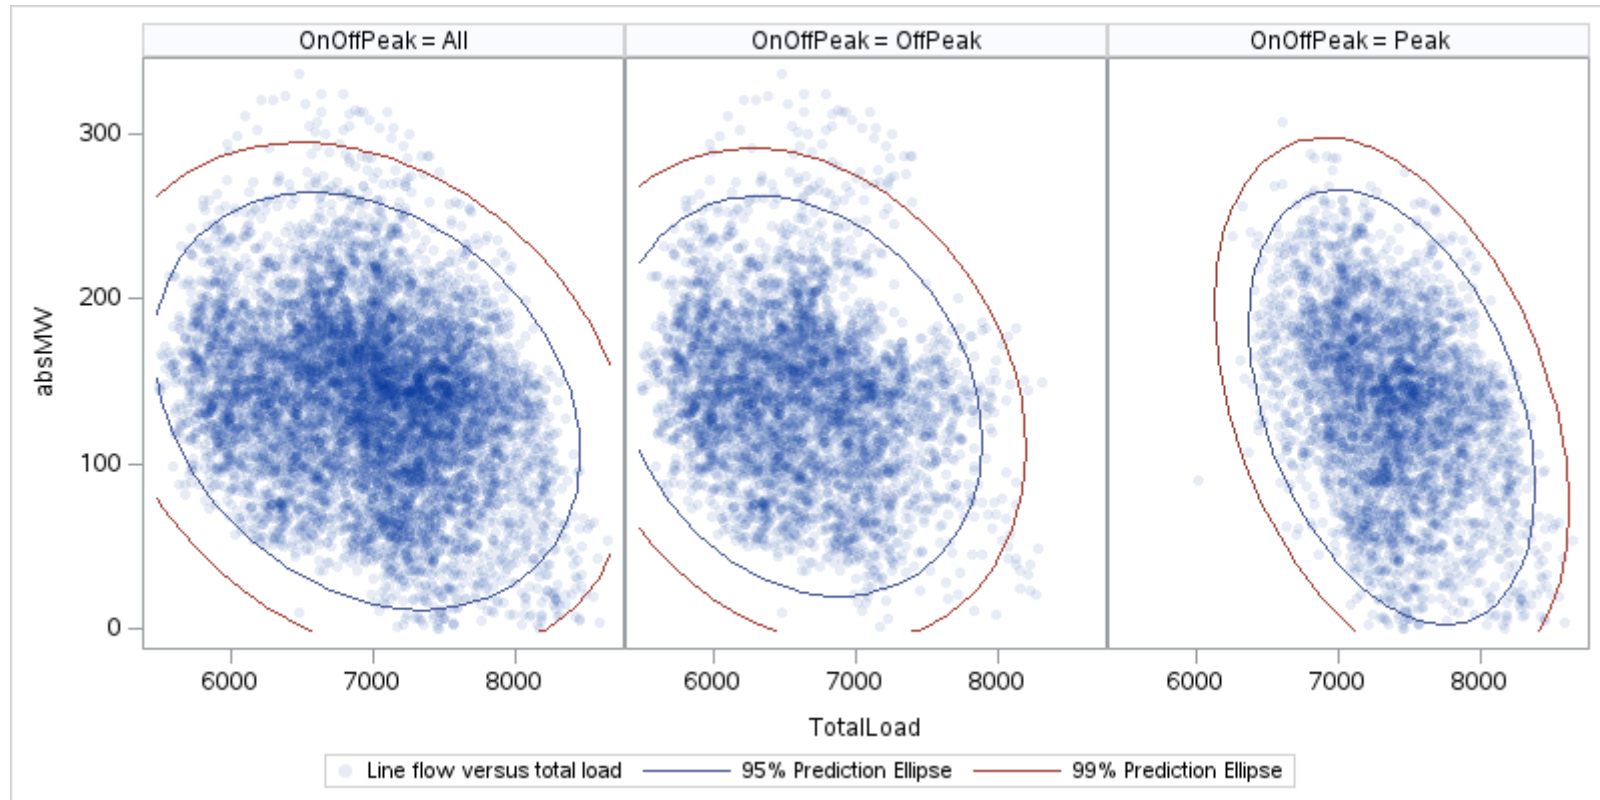 OnOffPeak = All
OnOffPeak = OffPeak
OnOffPeak = Peak
300
200
100
0
absMW
6000 7000 8000
6000 7000 8000
6000 7000 8000
TotalLoad
Line flow versus total load
95% Prediction Ellipse
99% Prediction Ellipse